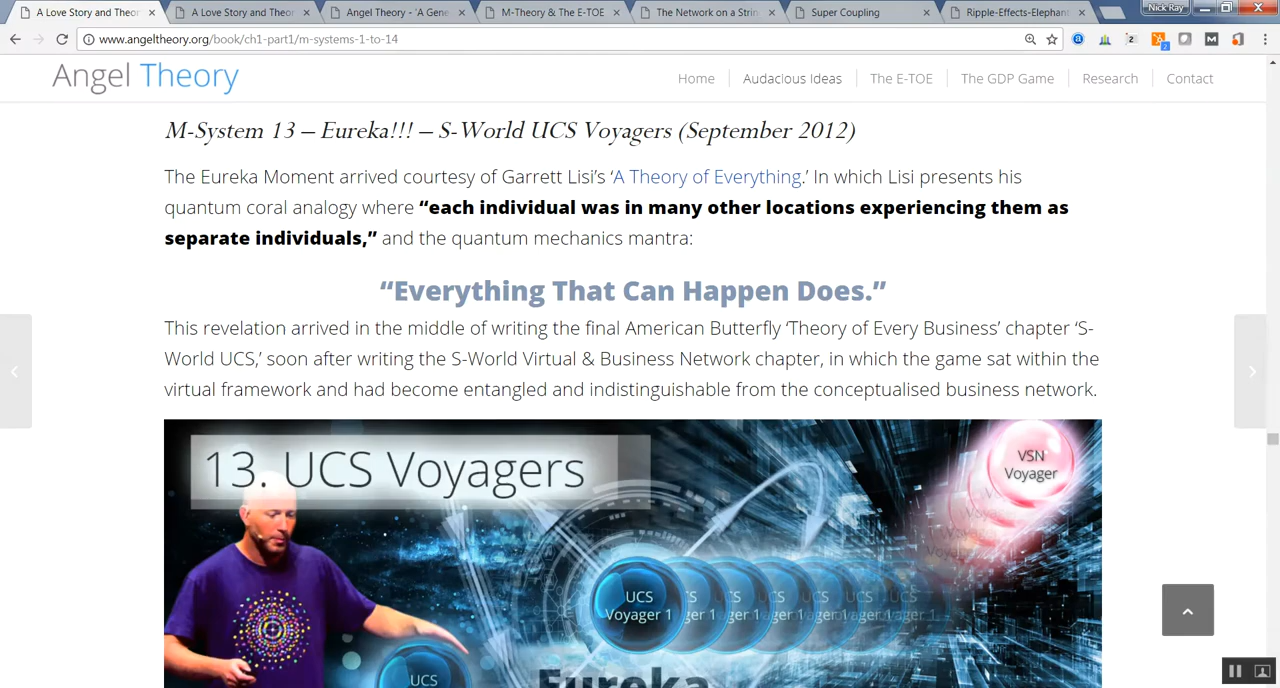 A Love Story and Theor
A Love Story and Theor
Angel Theory - 'A Gene
M-Theory & The E-TOE
The Network on a Strin
Super Coupling
Ripple-Effects-Elephant
Nick Ray
www.angeltheory.org/book/ch1-part1/m-systems-1-to-14
Angel Theory
Home
Audacious Ideas
The E-TOE
The GDP Game
Research
Contact
M-System 13 – Eureka!!! – S-World UCS Voyagers (September 2012)
The Eureka Moment arrived courtesy of Garrett Lisi's 'A Theory of Everything.' In which Lisi presents his
quantum coral analogy where “each individual was in many other locations experiencing them as
separate individuals,” and the quantum mechanics mantra:
“Everything That Can Happen Does.”
This revelation arrived in the middle of writing the final American Butterfly 'Theory of Every Business' chapter 'S-
World UCS,' soon after writing the S-World Virtual & Business Network chapter, in which the game sat within the
virtual framework and had become entangled and indistinguishable from the conceptualised business network.
13. UCS Voyagers
VSN
Voyager
UCS
Voyager 1
UCS
Eureka